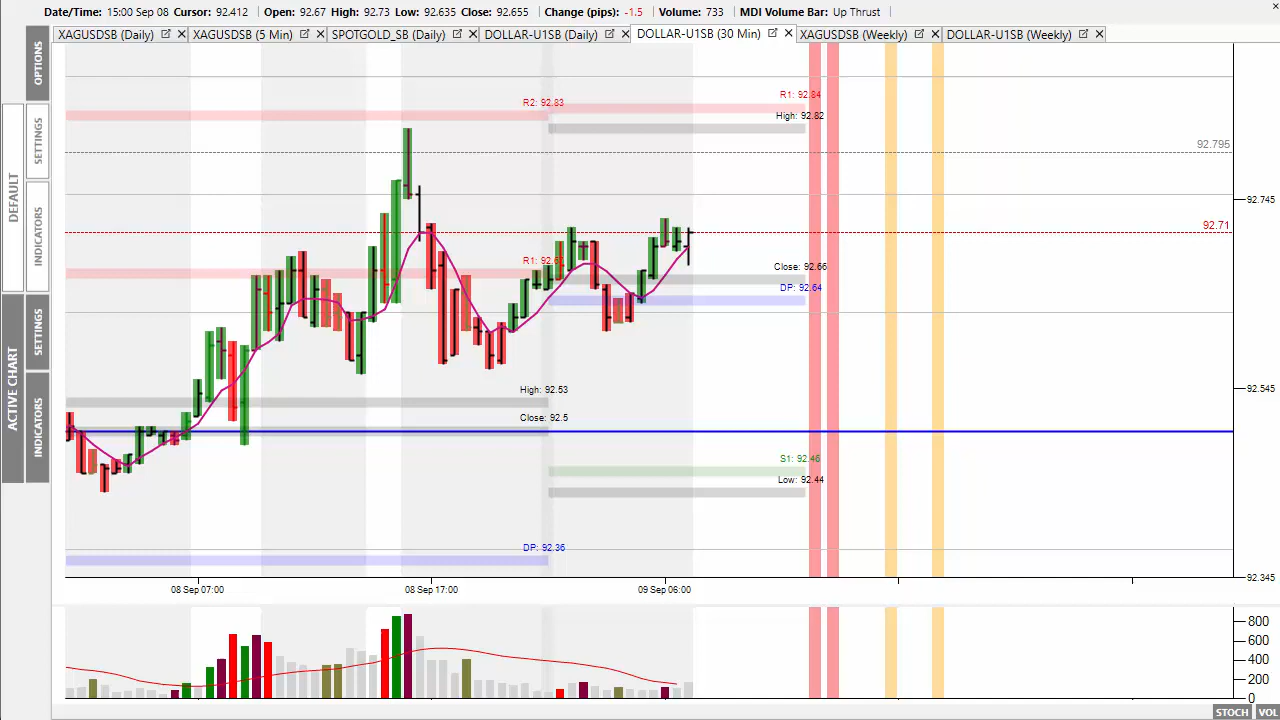 Date/Time: 15:00 Sep 08 Cursor: 92.412 Open: 92.67 High: 92.73 Low: 92.635 Close: 92.655 Change (pips): -1.5 Volume: 733 MDI Volume Bar: Up Thrust
XAGUSDSB (Daily) XAGUSDSB (5 Min) SPOTGOLD_SB (Daily) DOLLAR-U1SB (Daily) DOLLAR-U1SB (30 Min) XAGUSDSB (Weekly) DOLLAR-U1SB (Weekly)
OPTIONS
SETTINGS
DEFAULT
INDICATORS
SETTINGS
ACTIVE CHART
INDICATORS
R1: 92.84
R2: 92.83
High: 92.82
92.795
92.745
92.71
R1: 92.67
Close: 92.66
DP: 92.64
High: 92.53
92.545
Close: 92.5
S1: 92.46
Low: 92.44
DP: 92.36
92.345
08 Sep 07:00 08 Sep 17:00 09 Sep 06:00
800
600
400
200
0
STOCH VOL